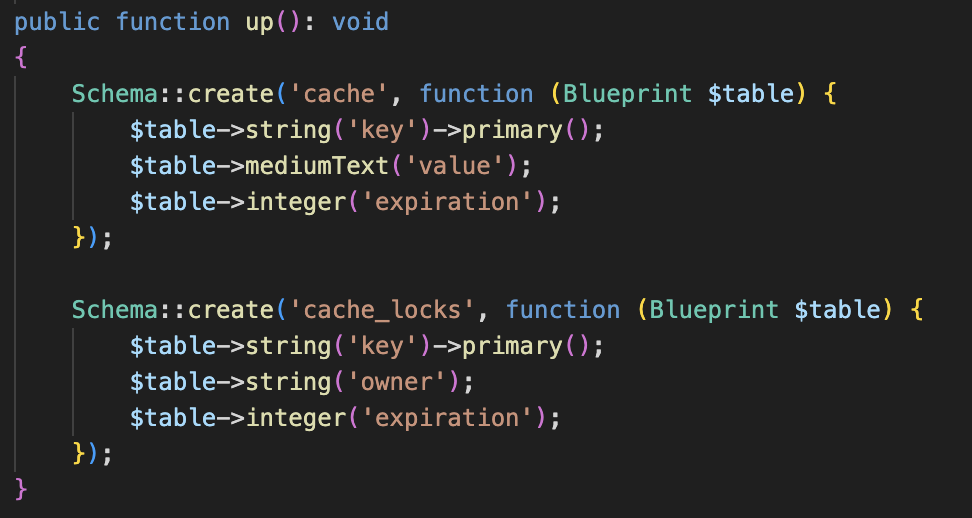 public function up(): void
{
    Schema::create('cache', function (Blueprint $table) {
        $table->string('key')->primary();
        $table->mediumText('value');
        $table->integer('expiration');
    });

    Schema::create('cache_locks', function (Blueprint $table) {
        $table->string('key')->primary();
        $table->string('owner');
        $table->integer('expiration');
    });
}